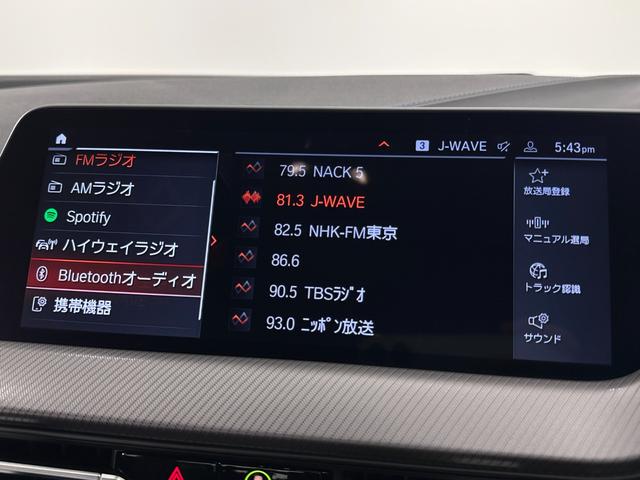 3 J-WAVE 5:43pm
FMラジオ
AMラジオ
Spotify
ハイウェイラジオ
Bluetoothオーディオ
携帯機器
79.5 NACK 5
81.3 J-WAVE
82.5 NHK-FM東京
86.6
90.5 TBSﾗｼﾞｵ
93.0 ﾆｯﾎﾟﾝ放送
放送局登録
マニュアル選局
トラック認識
サウンド